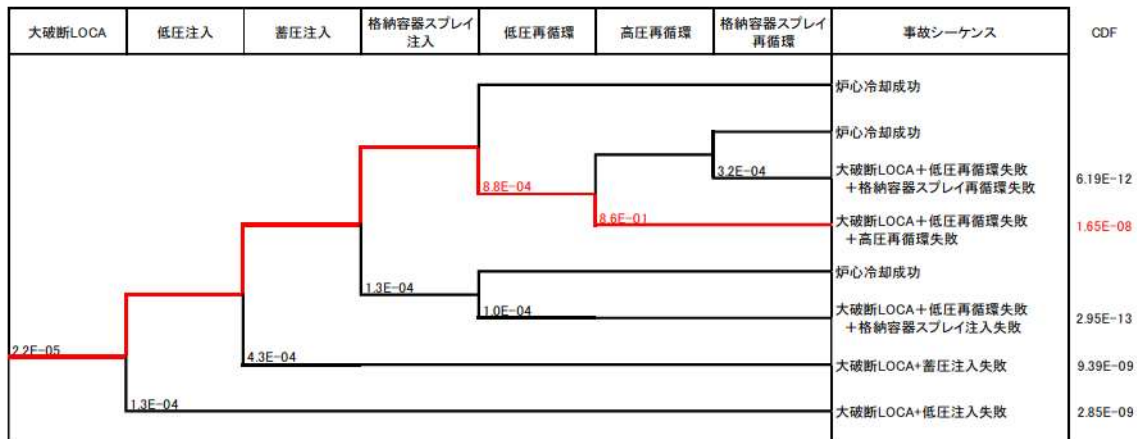 大破断LOCA
低圧注入
蓄圧注入
格納容器スプレイ
注入
低圧再循環
高圧再循環
格納容器スプレイ
再循環
事故シーケンス
CDF
炉心冷却成功
炉心冷却成功
3.2E-04
大破断LOCA+低圧再循環失敗
+格納容器スプレイ再循環失敗
6.19E-12
8.8E-04
8.6E-01
大破断LOCA+低圧再循環失敗
+高圧再循環失敗
1.65E-08
炉心冷却成功
1.3E-04
1.0E-04
大破断LOCA+低圧再循環失敗
+格納容器スプレイ注入失敗
2.95E-13
2.2E-05
4.3E-04
大破断LOCA+蓄圧注入失敗
9.39E-09
1.3E-04
大破断LOCA+低圧注入失敗
2.85E-09